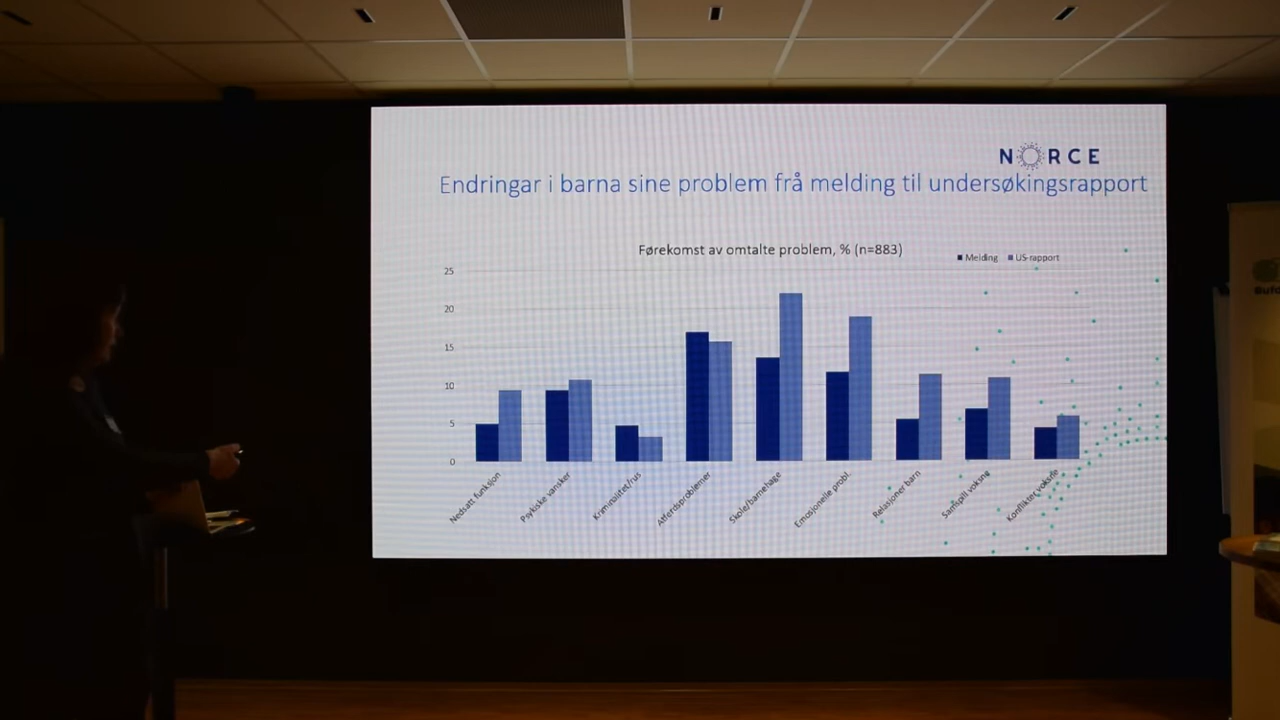 NORCE
Endringar i barna sine problem frå melding til undersøkingsrapport
Førekomst av omtalte problem, % (n=883)
Melding US-rapport
25
20
15
10
5
0
Nedsatt funksjon
Psykiske vansker
Kriminalitet/rus
Atferdsproblemer
Skole/barnehage
Emosjonelle probl.
Relasjoner barn
Samspill voksne
Konflikter voksne